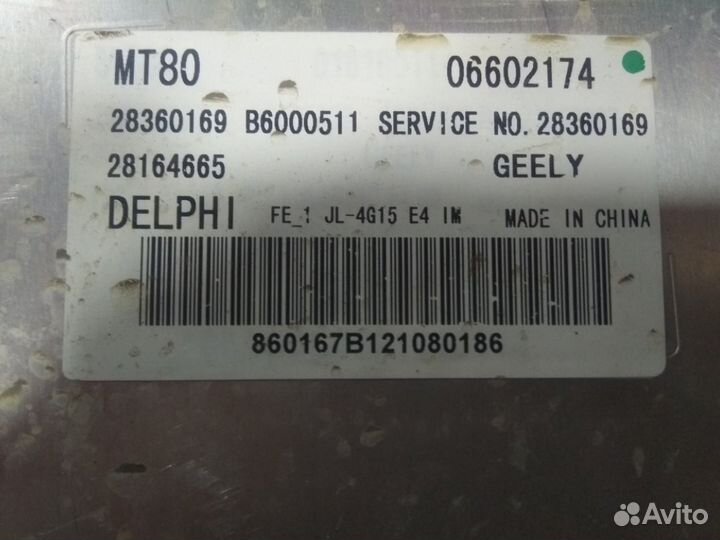 MT80 06602174
28360169 B6000511 SERVICE NO. 28360169
28164665 GEELY
DELPHI FE_1 JL-4G15 E4 IM MADE IN CHINA
860167B121080186
Avito